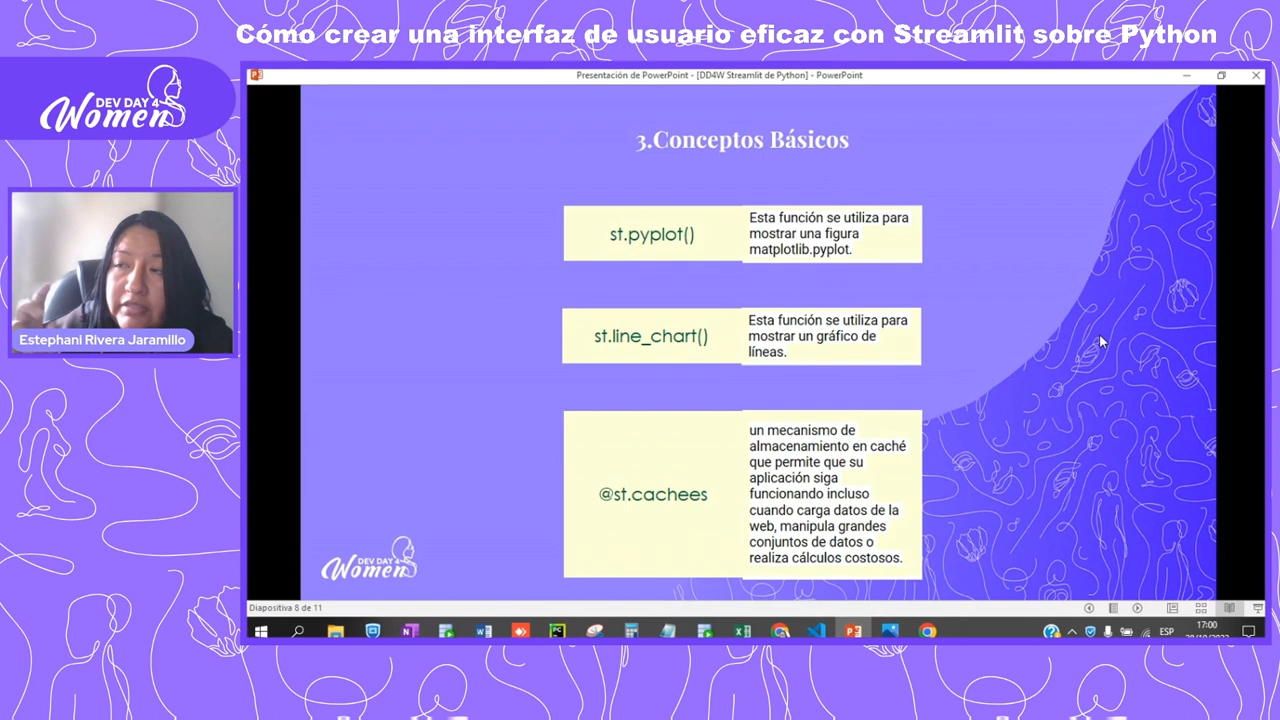 Cómo crear una interfaz de usuario eficaz con Streamlit sobre Python
DEV DAY 4
Women
Presentación de PowerPoint - [DD4W Streamlit de Python] - PowerPoint
3.Conceptos Básicos
st.pyplot()
Esta función se utiliza para
mostrar una figura
matplotlib.pyplot.
st.line_chart()
Esta función se utiliza para
mostrar un gráfico de
líneas.
@st.cachees
un mecanismo de
almacenamiento en caché
que permite que su
aplicación siga
funcionando incluso
cuando carga datos de la
web, manipula grandes
conjuntos de datos o
realiza cálculos costosos.
Estephani Rivera Jaramillo
DEV DAY 4
Women
Diapositiva 8 de 11
ESP
17:00